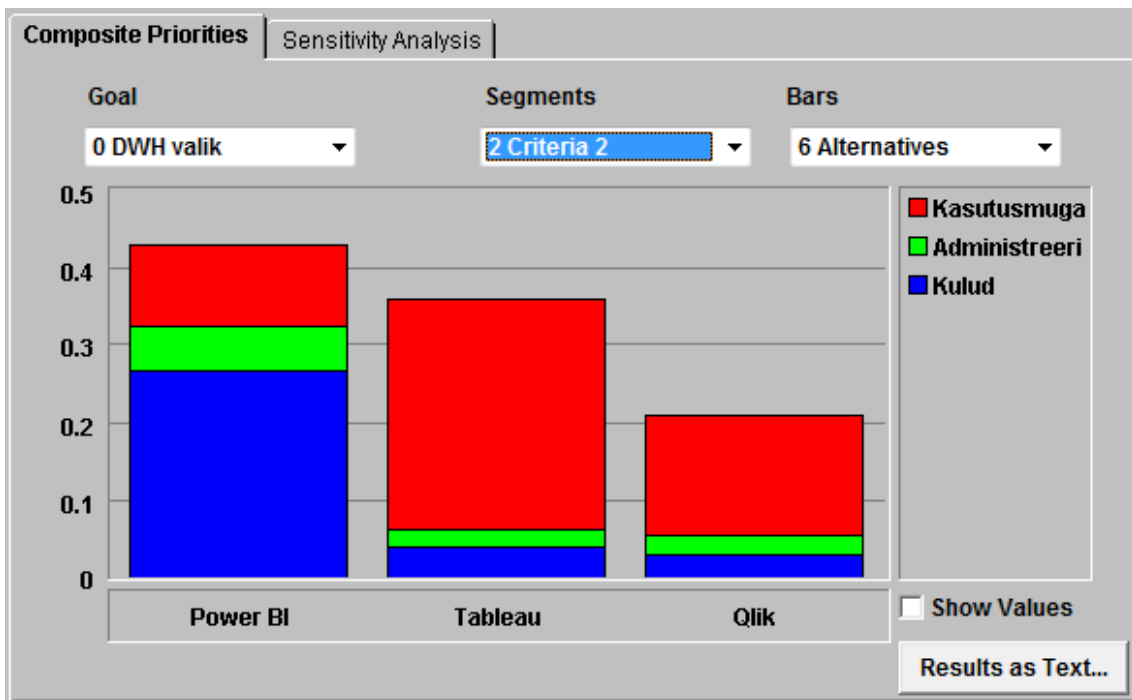 Composite Priorities Sensitivity Analysis
Goal Segments Bars
0 DWH valik 2 Criteria 2 6 Alternatives
0.5
0.4
0.3
0.2
0.1
0
Kasutusmuga
Administreeri
Kulud
Power BI Tableau Qlik
Show Values
Results as Text...